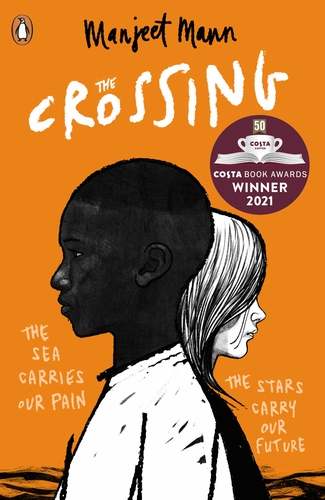 Manjeet Mann
THE
CROSSING
50
COSTA
COSTA BOOK AWARDS
WINNER
2021
THE
SEA
CARRIES
OUR PAIN
THE STARS
CARRY
OUR
FUTURE